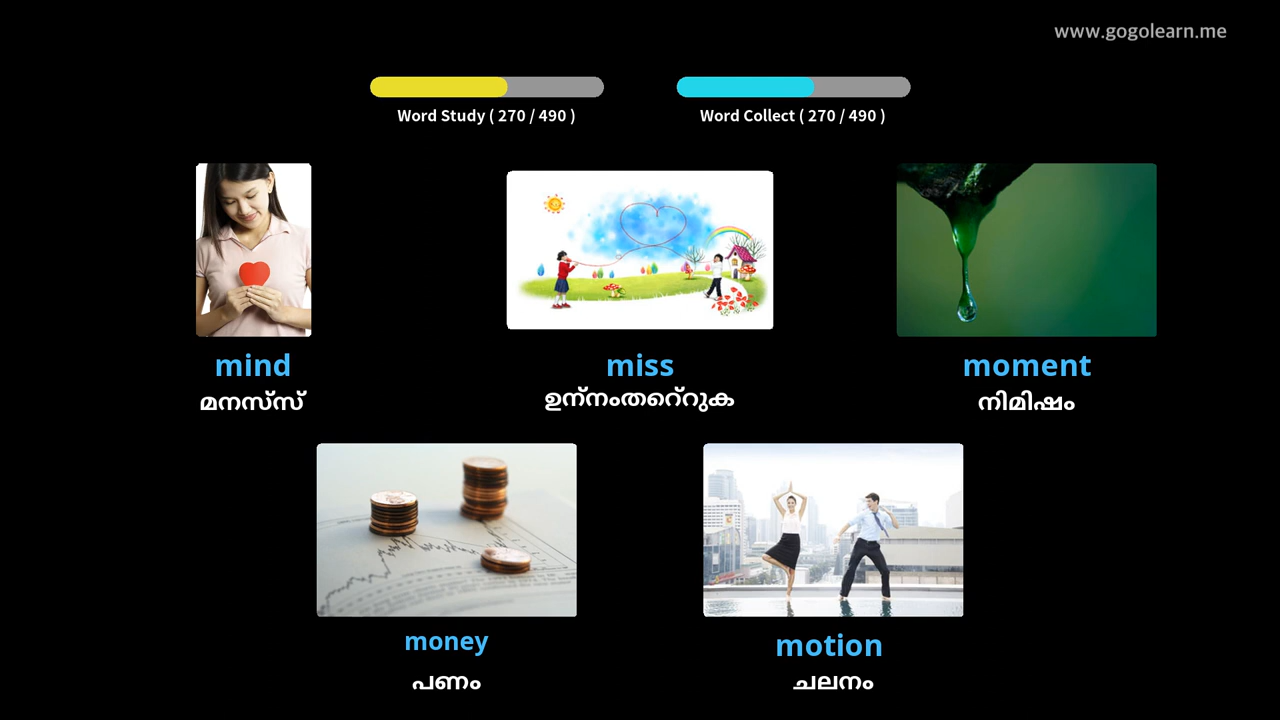 www.gogolearn.me
Word Study ( 270 / 490 )
Word Collect ( 270 / 490 )
mind
മനസ്സ്
miss
ഉന്നംതെറ്റുക
moment
നിമിഷം
money
പണം
motion
ചലനം